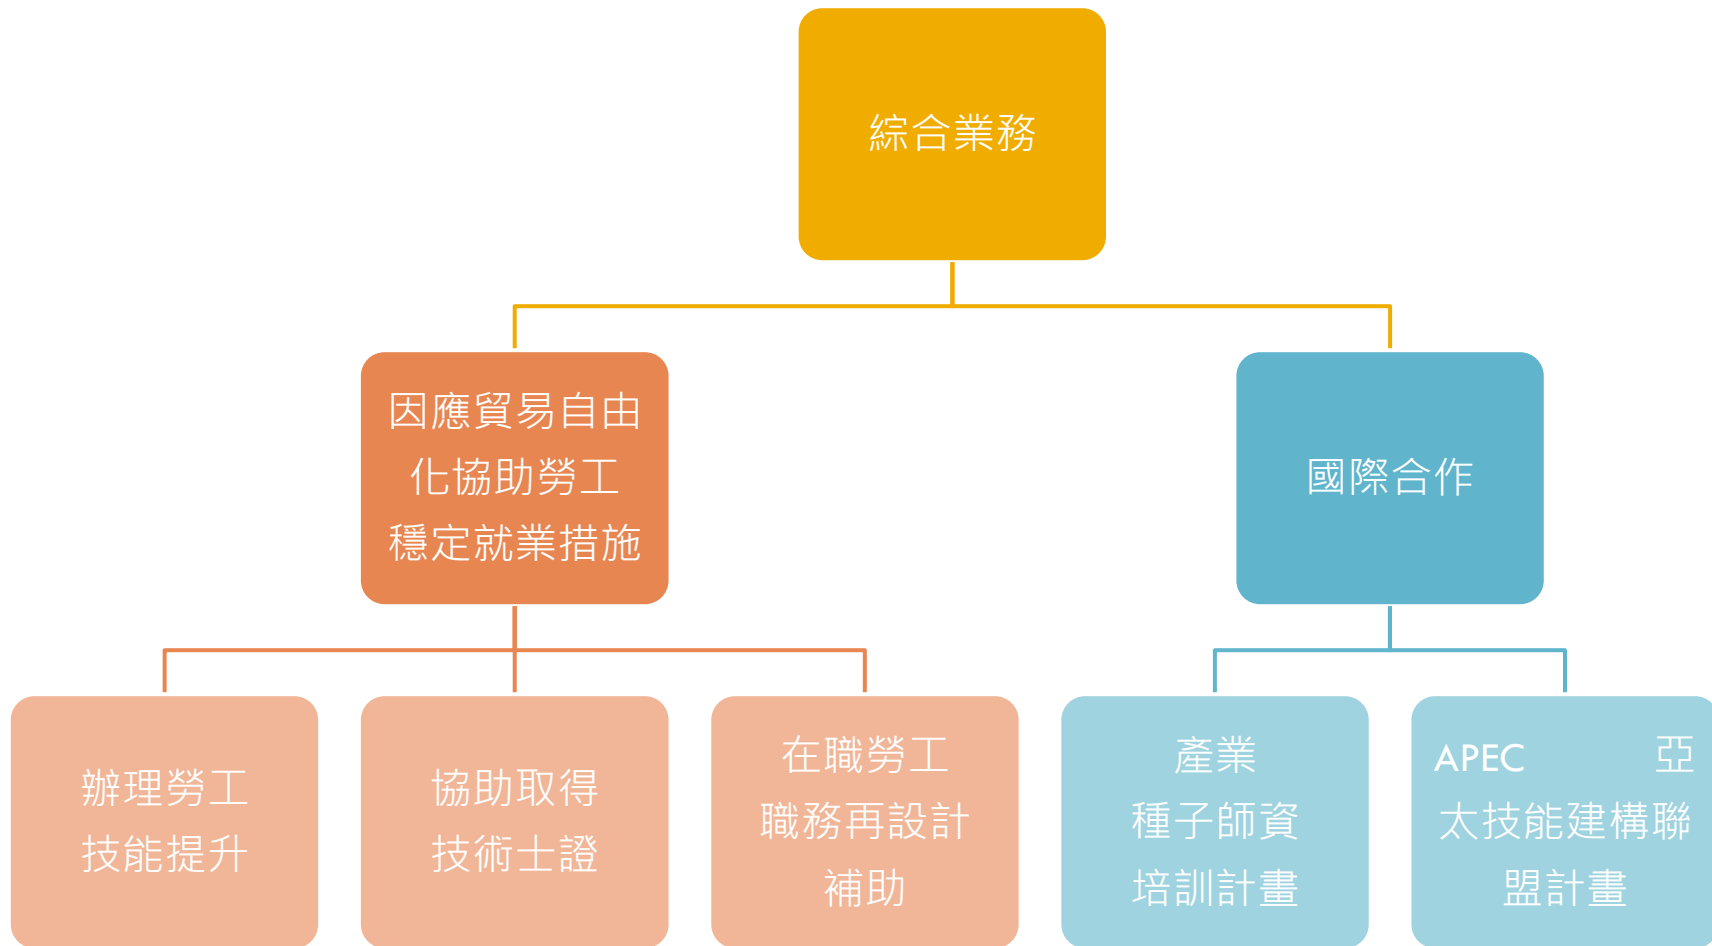 綜合業務
因應貿易自由
化協助勞工
穩定就業措施
國際合作
辦理勞工
技能提升
協助取得
技術士證
在職勞工
職務再設計
補助
產業
種子師資
培訓計畫
APEC 亞
太技能建構聯
盟計畫